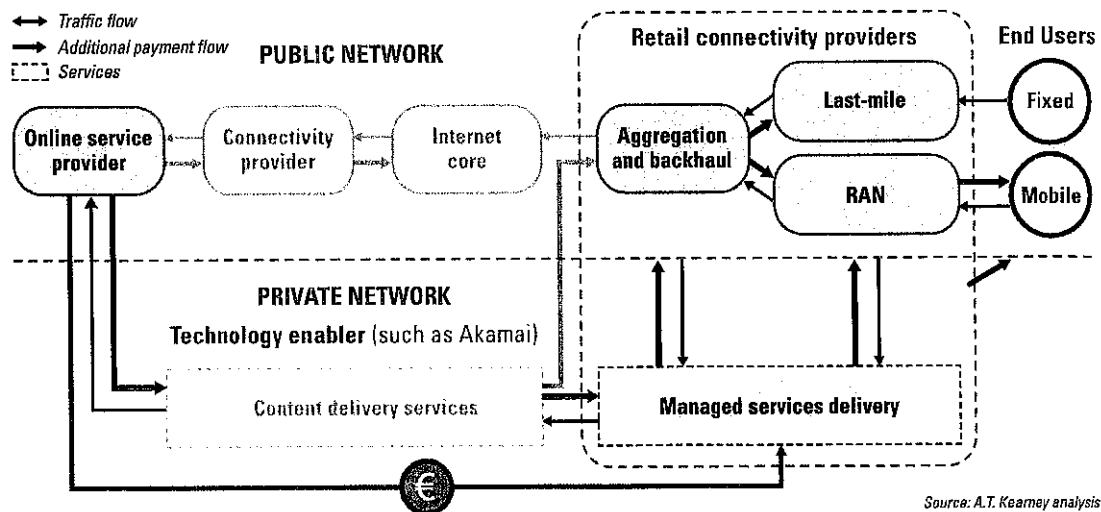 Traffic flow
Additional payment flow
Services
PUBLIC NETWORK
Retail connectivity providers
End Users
Online service
provider
Connectivity
provider
Internet
core
Aggregation
and backhaul
Last-mile
RAN
Fixed
Mobile
PRIVATE NETWORK
Technology enabler (such as Akamai)
Content delivery services
Managed services delivery
€
Source: A.T. Kearney analysis